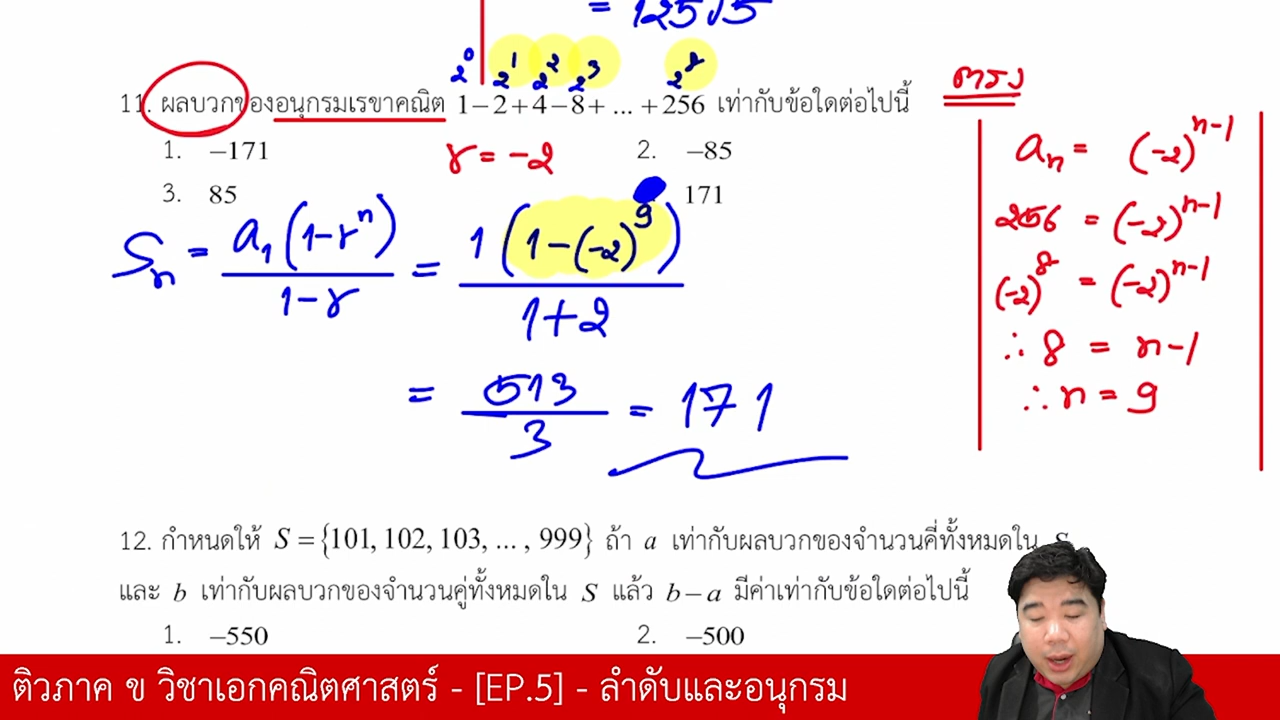 = 125√5
2⁰ 2¹ 2² 2³ 2⁸
11. ผลบวกของอนุกรมเรขาคณิต 1−2+4−8+ ... +256 เท่ากับข้อใดต่อไปนี้
ตรง
1. −171
r = −2
2. −85
3. 85
171
Sₙ = a₁(1−rⁿ) / 1−r = 1(1−(−2)⁹) / 1+2
= 513 / 3 = 171
aₙ = (−2)ⁿ⁻¹
256 = (−2)ⁿ⁻¹
(−2)⁸ = (−2)ⁿ⁻¹
∴ 8 = n−1
∴ n = 9
12. กำหนดให้ S = {101, 102, 103, ... , 999} ถ้า a เท่ากับผลบวกของจำนวนคี่ทั้งหมดใน
และ b เท่ากับผลบวกของจำนวนคู่ทั้งหมดใน S แล้ว b−a มีค่าเท่ากับข้อใดต่อไปนี้
1. −550
2. −500
ติวภาค ข วิชาเอกคณิตศาสตร์ - [EP.5] - ลำดับและอนุกรม